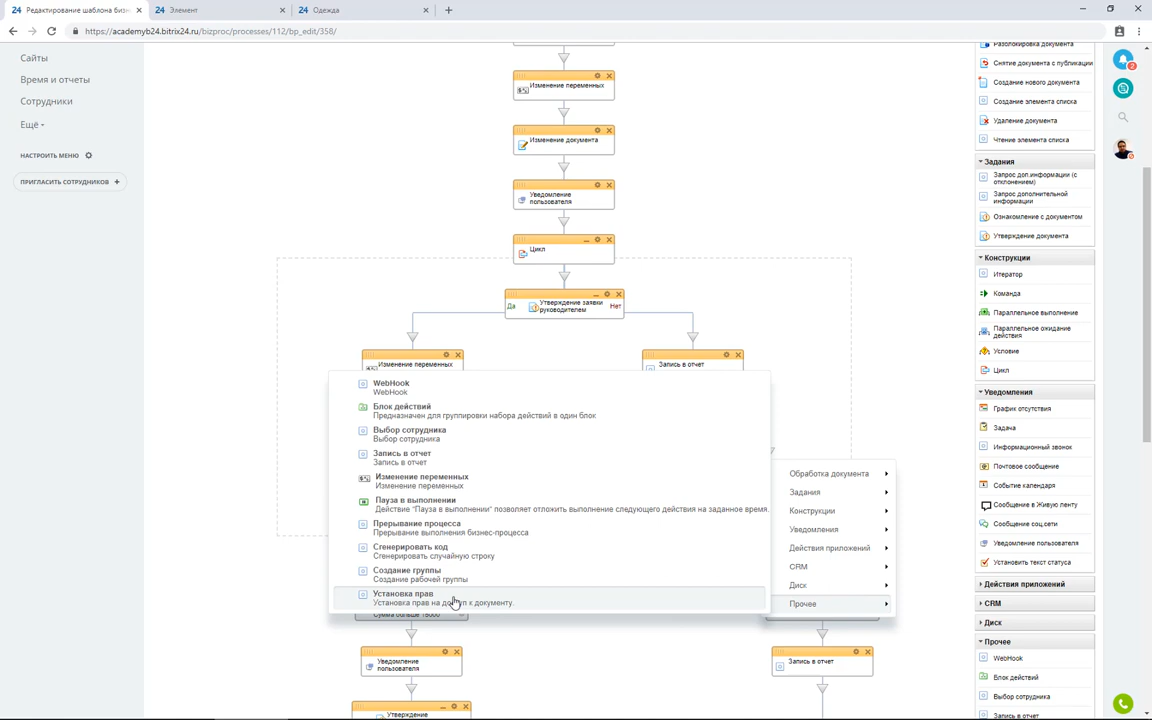 24 Редактирование шаблона бизн
24 Элемент
24 Одежда
https://academyb24.bitrix24.ru/bizproc/processes/112/bp_edit/358/
Сайты
Время и отчеты
Сотрудники
Ещё
НАСТРОИТЬ МЕНЮ
ПРИГЛАСИТЬ СОТРУДНИКОВ +
Изменение переменных
Изменение документа
Уведомление
пользователя
Цикл
Да
Утверждение заявки
руководителем
Нет
Изменение переменных
Запись в отчет
WebHook
WebHook
Блок действий
Предназначен для группировки набора действий в один блок
Выбор сотрудника
Выбор сотрудника
Запись в отчет
Запись в отчет
Изменение переменных
Изменение переменных
Пауза в выполнении
Действие "Пауза в выполнении" позволяет отложить выполнение следующего действия на заданное время.
Прерывание процесса
Прерывание выполнения бизнес-процесса
Сгенерировать код
Сгенерировать случайную строку
Создание группы
Создание рабочей группы
Установка прав
Установка прав на доступ к документу.
Обработка документа
Задания
Конструкции
Уведомления
Действия приложений
CRM
Диск
Прочее
Сумма больше 15000
Уведомление
пользователя
Утверждение
Запись в отчет
Разблокировка документа
Снятие документа с публикации
Создание нового документа
Создание элемента списка
Удаление документа
Чтение элемента списка
Задания
Запрос доп.информации (с
отклонением)
Запрос дополнительной
информации
Ознакомление с документом
Утверждение документа
Конструкции
Итератор
Команда
Параллельное выполнение
Параллельное ожидание
действия
Условие
Цикл
Уведомления
График отсутствия
Задача
Информационный звонок
Почтовое сообщение
Событие календаря
Сообщение в Живую ленту
Сообщение соц.сети
Уведомление пользователя
Установить текст статуса
Действия приложений
CRM
Диск
Прочее
WebHook
Блок действий
Выбор сотрудника
Запись в отчет